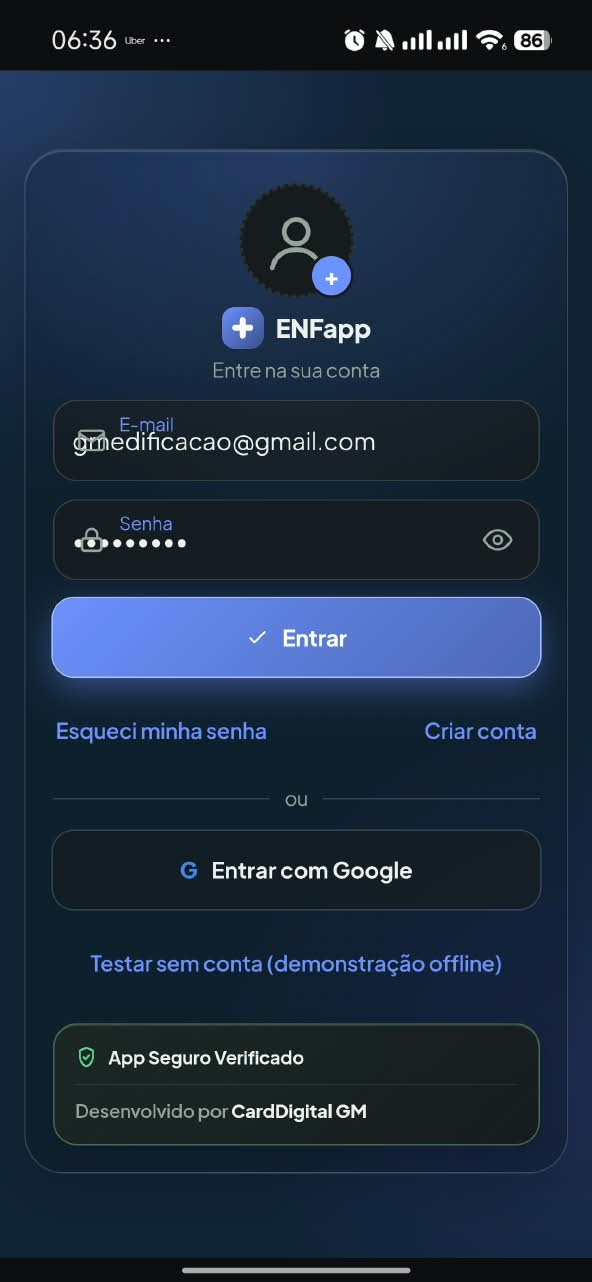 06:36 Uber ...
6 86
ENFapp
Entre na sua conta
E-mail
gmedificacao@gmail.com
Senha
Entrar
Esqueci minha senha
Criar conta
ou
G Entrar com Google
Testar sem conta (demonstração offline)
App Seguro Verificado
Desenvolvido por CardDigital GM